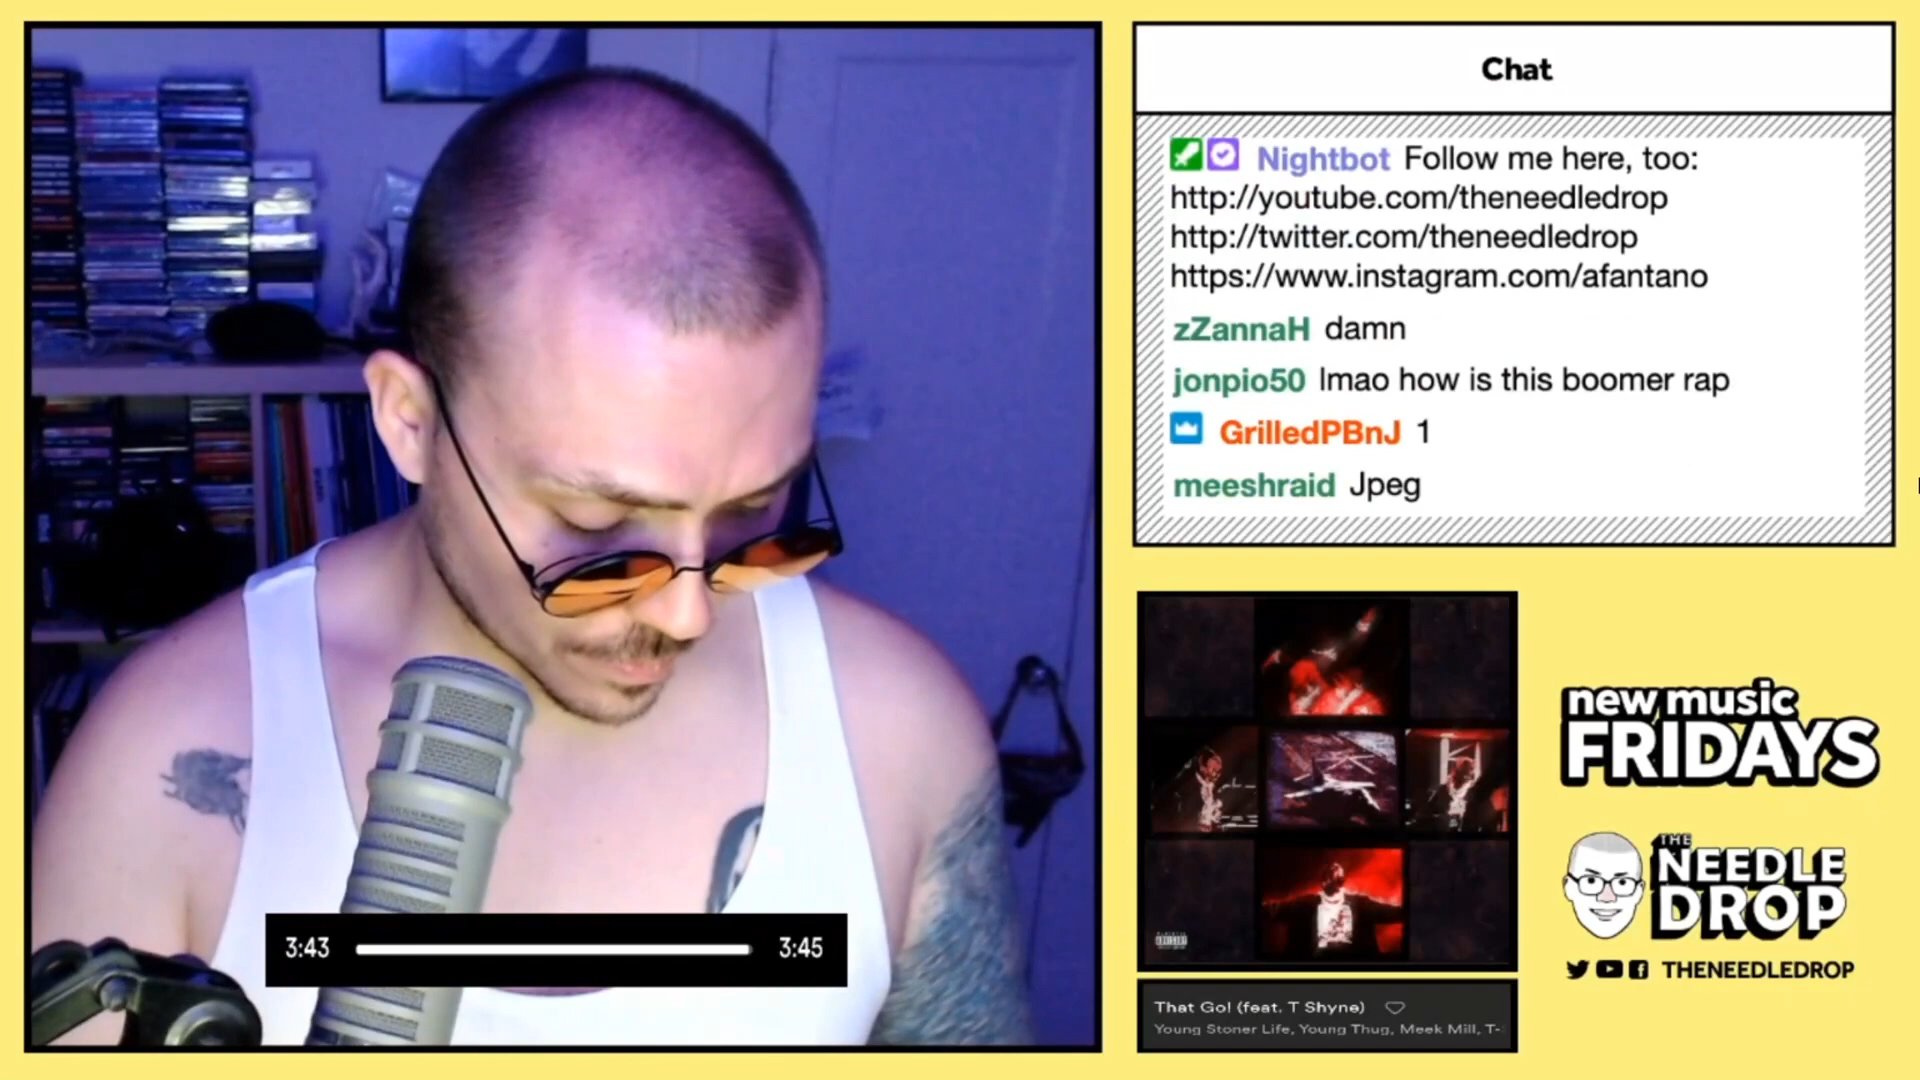 Chat
Nightbot Follow me here, too:
http://youtube.com/theneedledrop
http://twitter.com/theneedledrop
https://www.instagram.com/afantano
zZannaH damn
jonpio50 lmao how is this boomer rap
GrilledPBnJ 1
meeshraid Jpeg
new music
FRIDAYS
THE
NEEDLE
DROP
THENEEDLEDROP
3:43
3:45
That Go! (feat. T Shyne)
Young Stoner Life, Young Thug, Meek Mill, T-